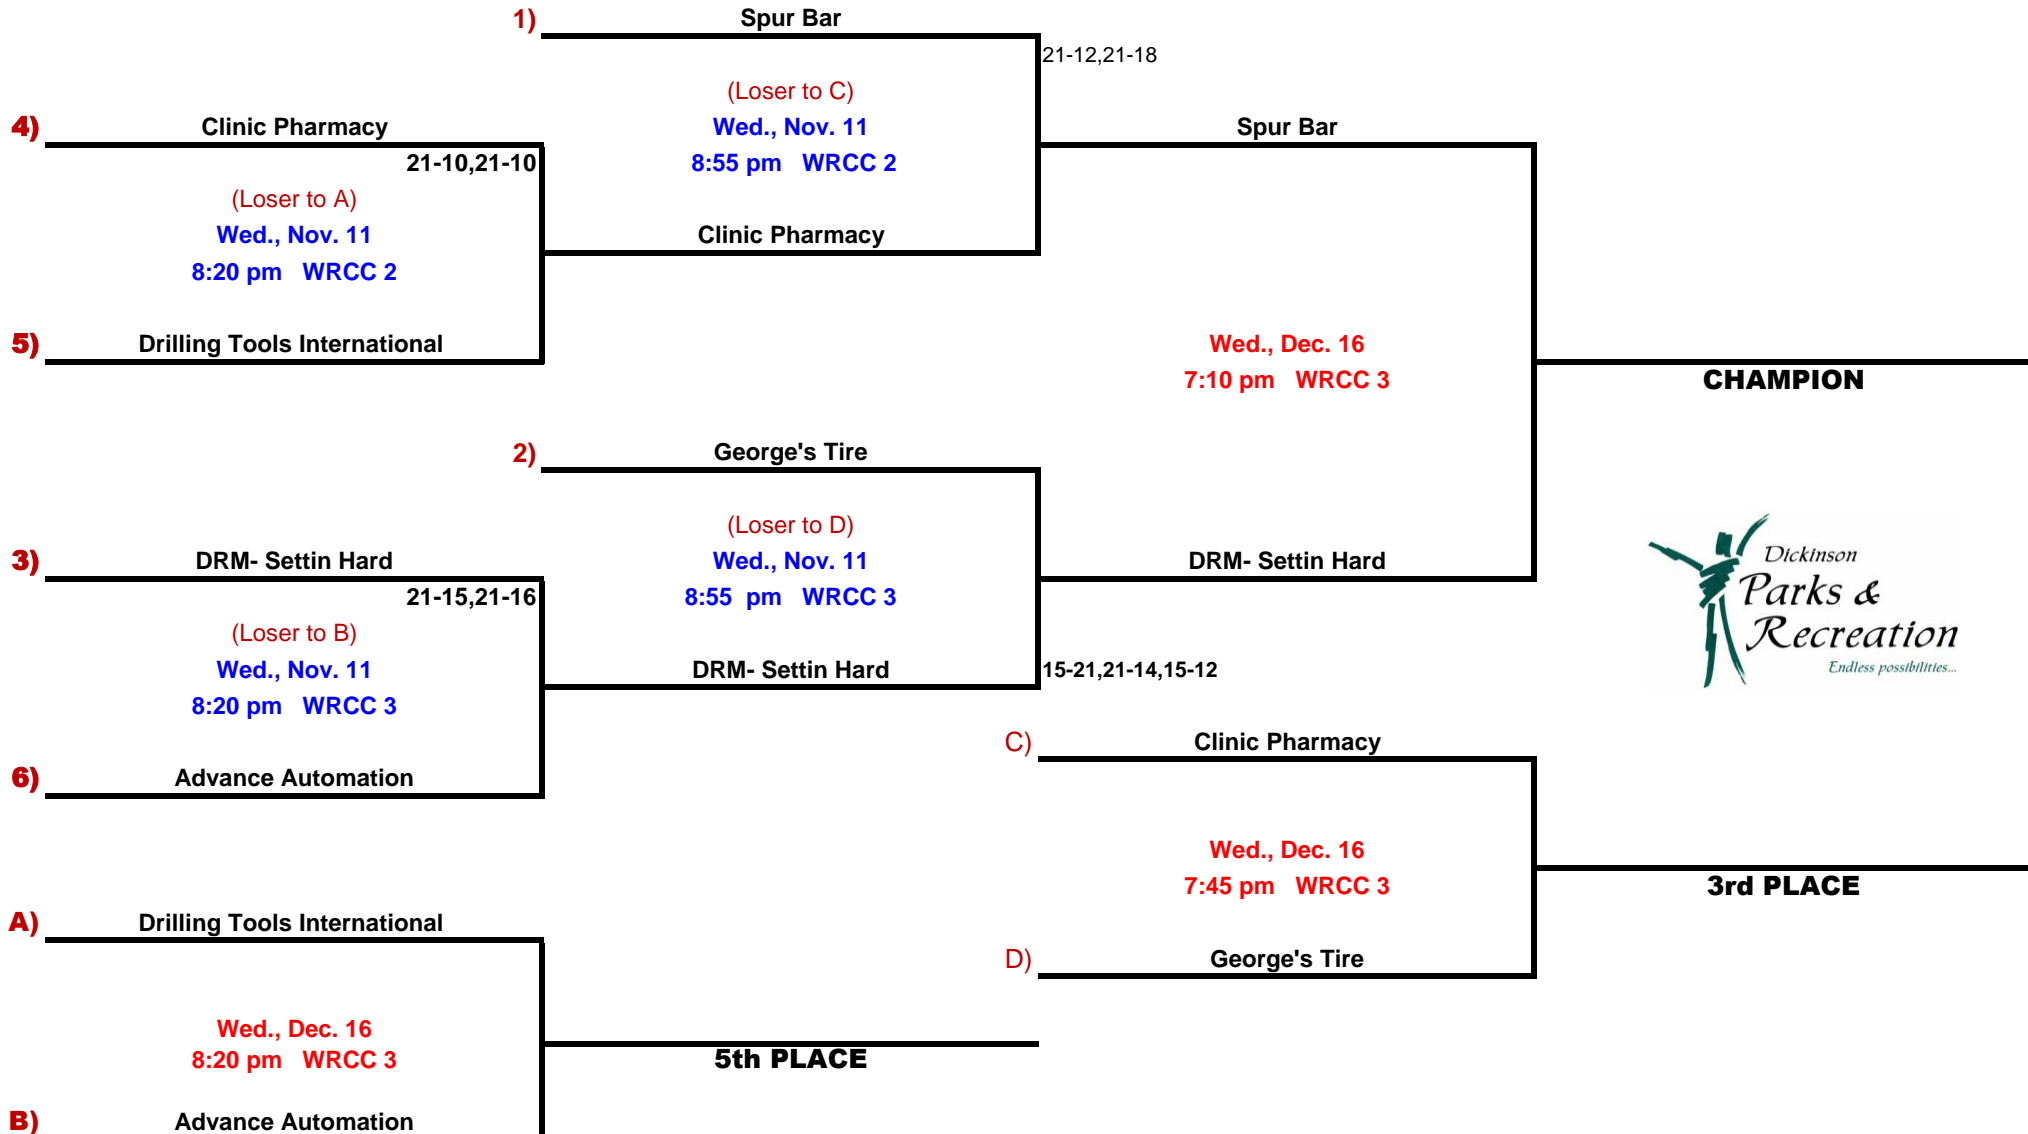 1) Spur Bar
21-12,21-18
(Loser to C)
4) Clinic Pharmacy
Wed., Nov. 11
Spur Bar
21-10,21-10
8:55 pm   WRCC 2
(Loser to A)
Wed., Nov. 11
Clinic Pharmacy
8:20 pm   WRCC 2
5) Drilling Tools International
Wed., Dec. 16
7:10 pm   WRCC 3
CHAMPION
2) George's Tire
(Loser to D)
3) DRM- Settin Hard
Wed., Nov. 11
DRM- Settin Hard
21-15,21-16
8:55  pm   WRCC 3
(Loser to B)
Wed., Nov. 11
DRM- Settin Hard
15-21,21-14,15-12
8:20 pm   WRCC 3
Dickinson
Parks &
Recreation
Endless possibilities...
C) Clinic Pharmacy
6) Advance Automation
Wed., Dec. 16
7:45 pm   WRCC 3
3rd PLACE
A) Drilling Tools International
D) George's Tire
Wed., Dec. 16
8:20 pm   WRCC 3
5th PLACE
B) Advance Automation